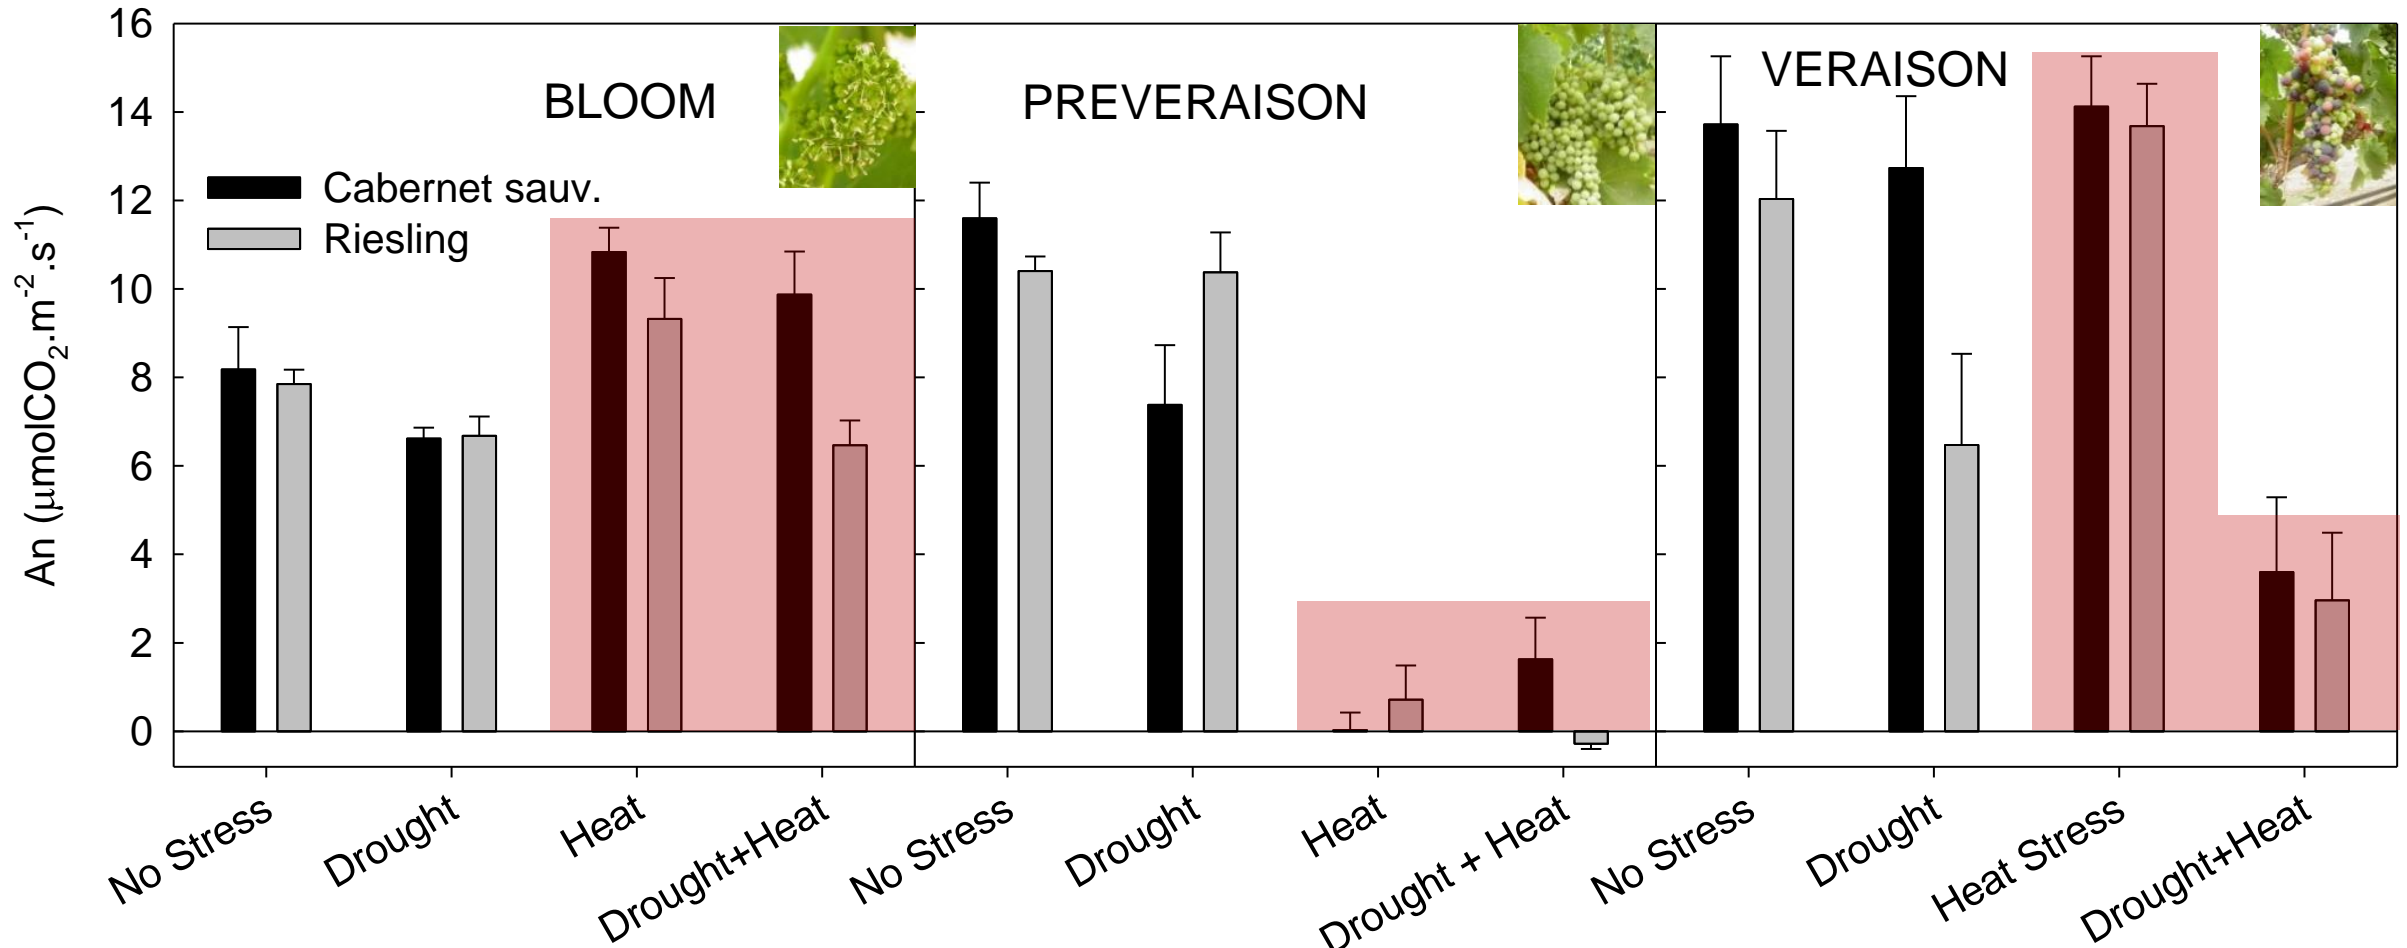 An (μmolCO2.m-2.s-1)
16
14
12
10
8
6
4
2
0
BLOOM
PREVERAISON
VERAISON
Cabernet sauv.
Riesling
No Stress
Drought
Heat
Drought+Heat
No Stress
Drought
Heat
Drought + Heat
No Stress
Drought
Heat Stress
Drought+Heat